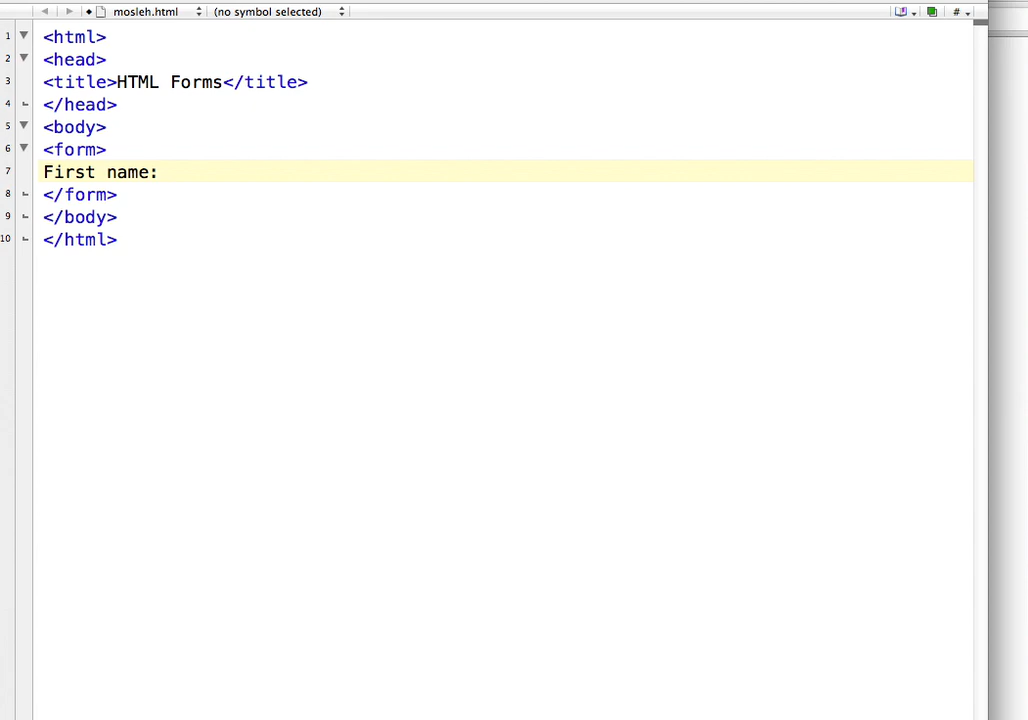 mosleh.html (no symbol selected) #
1 <html>
2 <head>
3 <title>HTML Forms</title>
4 </head>
5 <body>
6 <form>
7 First name:
8 </form>
9 </body>
10 </html>